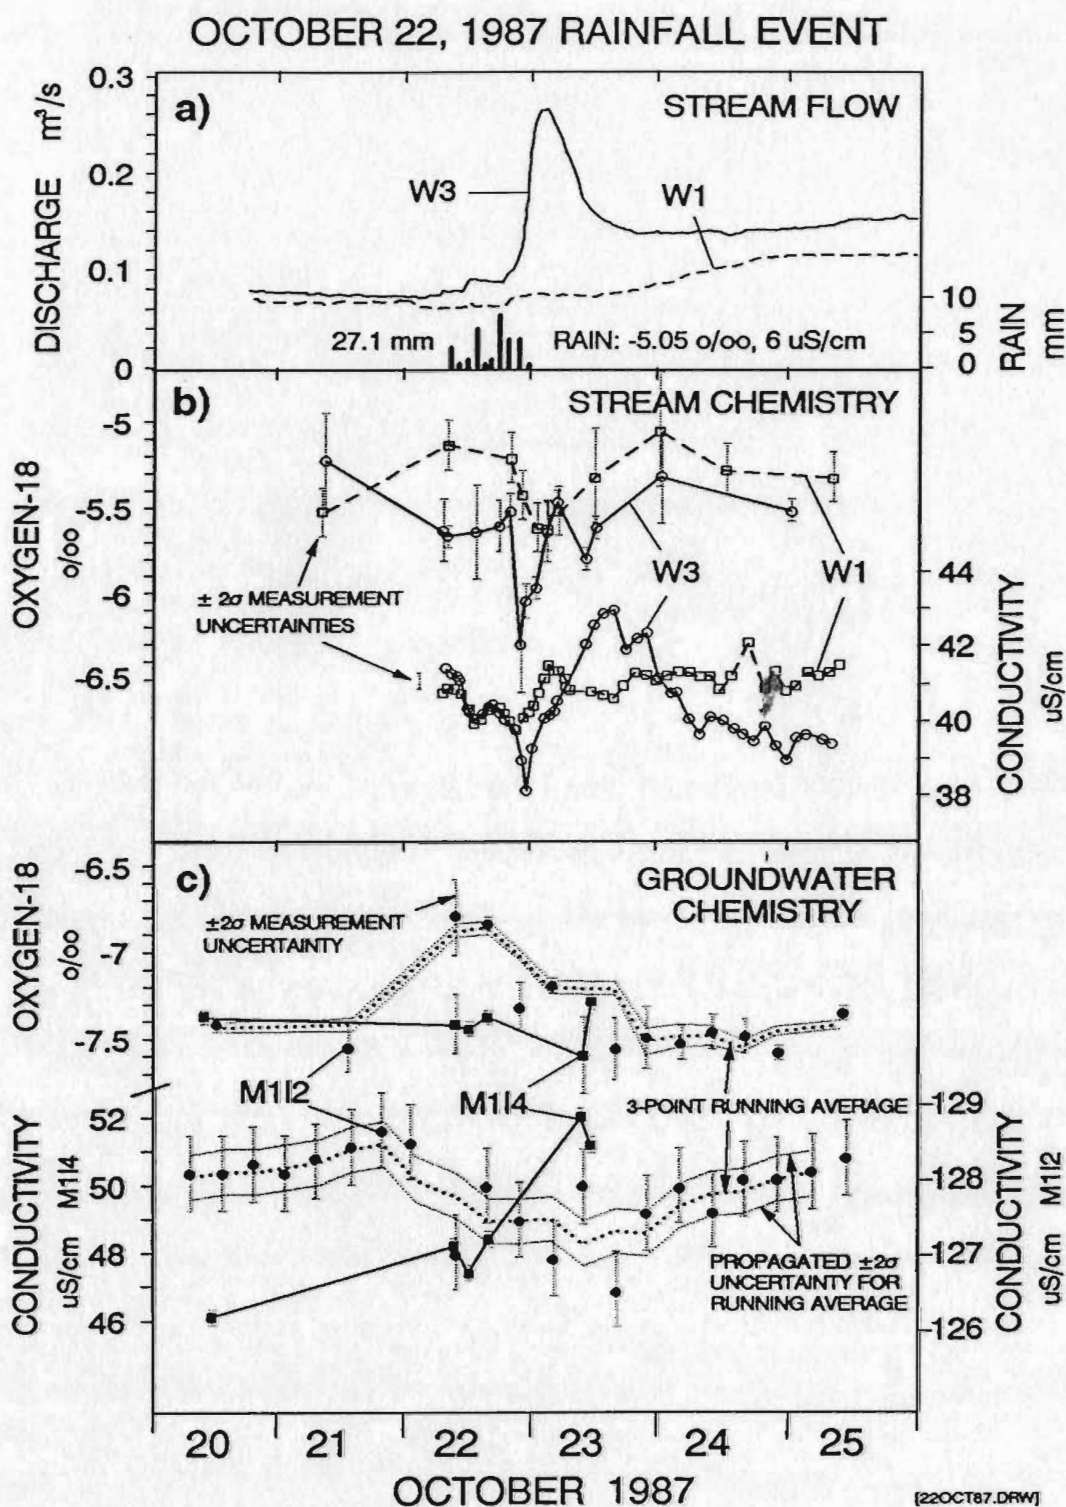 OCTOBER 22, 1987 RAINFALL EVENT
a)
STREAM FLOW
DISCHARGE m³/s
0.3
0.2
0.1
0
W3
W1
27.1 mm
RAIN: -5.05 o/oo, 6 uS/cm
10
5
0
RAIN
mm
b)
STREAM CHEMISTRY
OXYGEN-18
o/oo
-5
-5.5
-6
-6.5
± 2σ MEASUREMENT
UNCERTAINTIES
W3
W1
44
42
40
38
CONDUCTIVITY
uS/cm
c)
GROUNDWATER
CHEMISTRY
OXYGEN-18
o/oo
-6.5
-7
-7.5
±2σ MEASUREMENT
UNCERTAINTY
M1I2
M1I4
3-POINT RUNNING AVERAGE
CONDUCTIVITY
uS/cm M1I4
52
50
48
46
129
128
127
126
CONDUCTIVITY
uS/cm M1I2
PROPAGATED ±2σ
UNCERTAINTY FOR
RUNNING AVERAGE
20 21 22 23 24 25
OCTOBER 1987
[22OCT87.DRW]